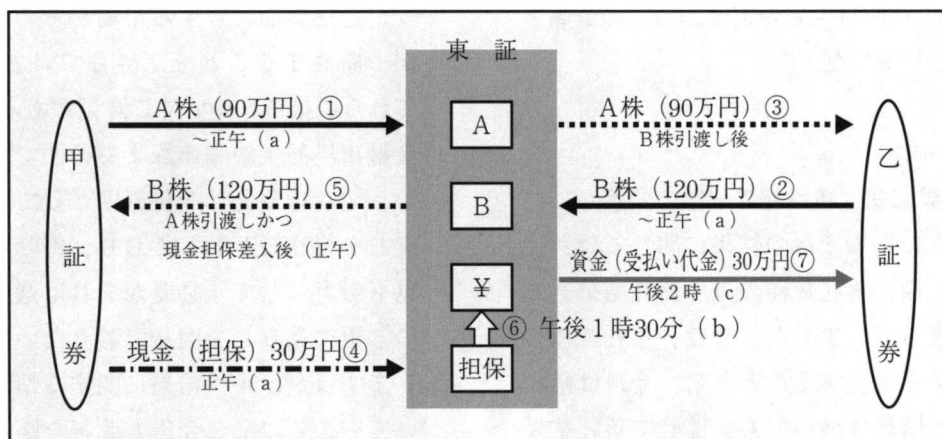 東 証
甲証券
A株（90万円）①
～正午（a）
A
A株（90万円）③
B株引渡し後
乙証券
B株（120万円）⑤
A株引渡しかつ
現金担保差入後（正午）
B
B株（120万円）②
～正午（a）
¥
資金（受払い代金）30万円⑦
午後2時（c）
⑥ 午後1時30分（b）
現金（担保）30万円④
正午（a）
担保